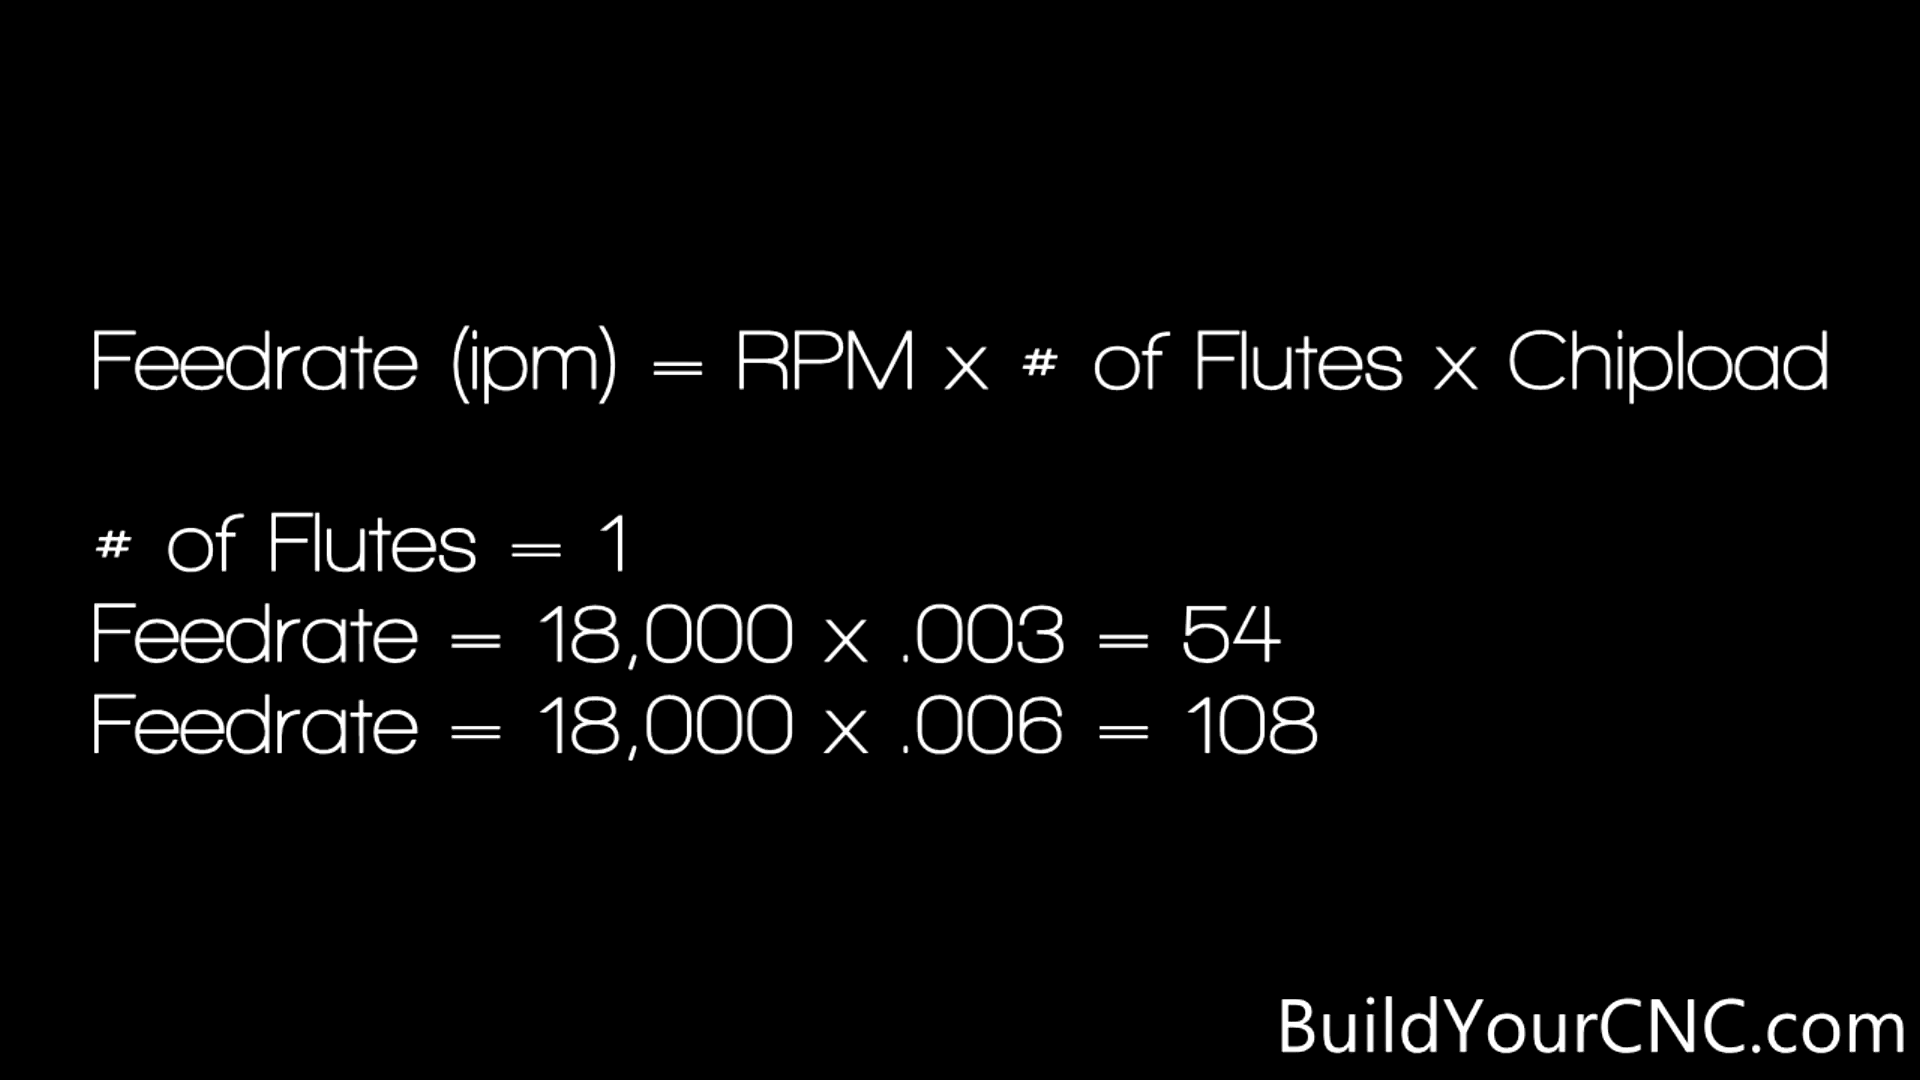 Feedrate (ipm) = RPM x # of Flutes x Chipload
# of Flutes = 1
Feedrate = 18,000 x .003 = 54
Feedrate = 18,000 x .006 = 108
BuildYourCNC.com